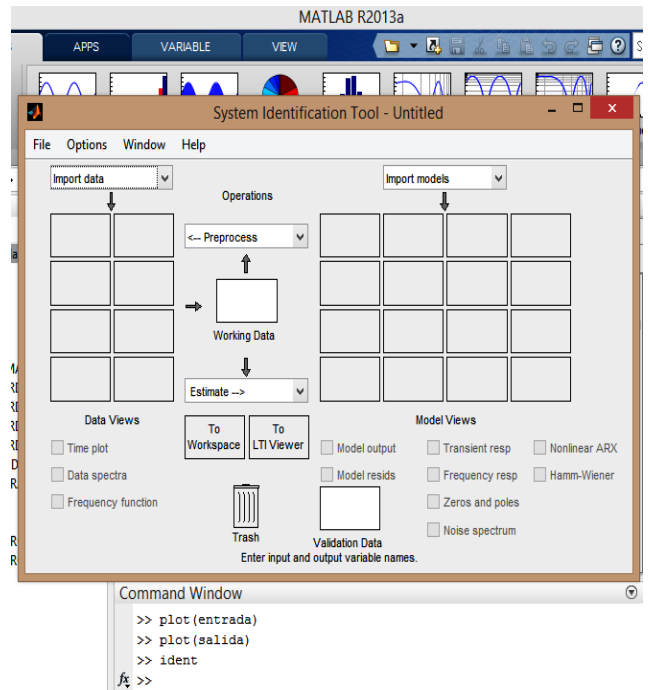 MATLAB R2013a
APPS VARIABLE VIEW
System Identification Tool - Untitled
File Options Window Help
Import data
Operations
Import models
<-- Preprocess
Working Data
Estimate -->
Data Views
To Workspace
To LTI Viewer
Model Views
Time plot
Data spectra
Frequency function
Model output
Transient resp
Nonlinear ARX
Model resids
Frequency resp
Hamm-Wiener
Zeros and poles
Noise spectrum
Trash
Validation Data
Enter input and output variable names.
Command Window
>> plot(entrada)
>> plot(salida)
>> ident
fx >>